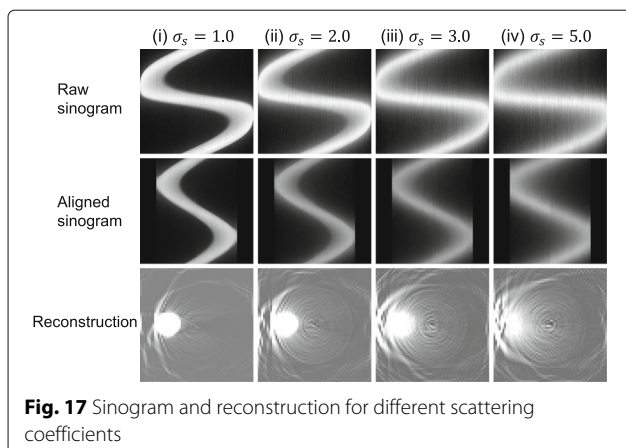 (i) σₛ = 1.0 (ii) σₛ = 2.0 (iii) σₛ = 3.0 (iv) σₛ = 5.0
Raw
sinogram
Aligned
sinogram
Reconstruction
Fig. 17 Sinogram and reconstruction for different scattering
coefficients